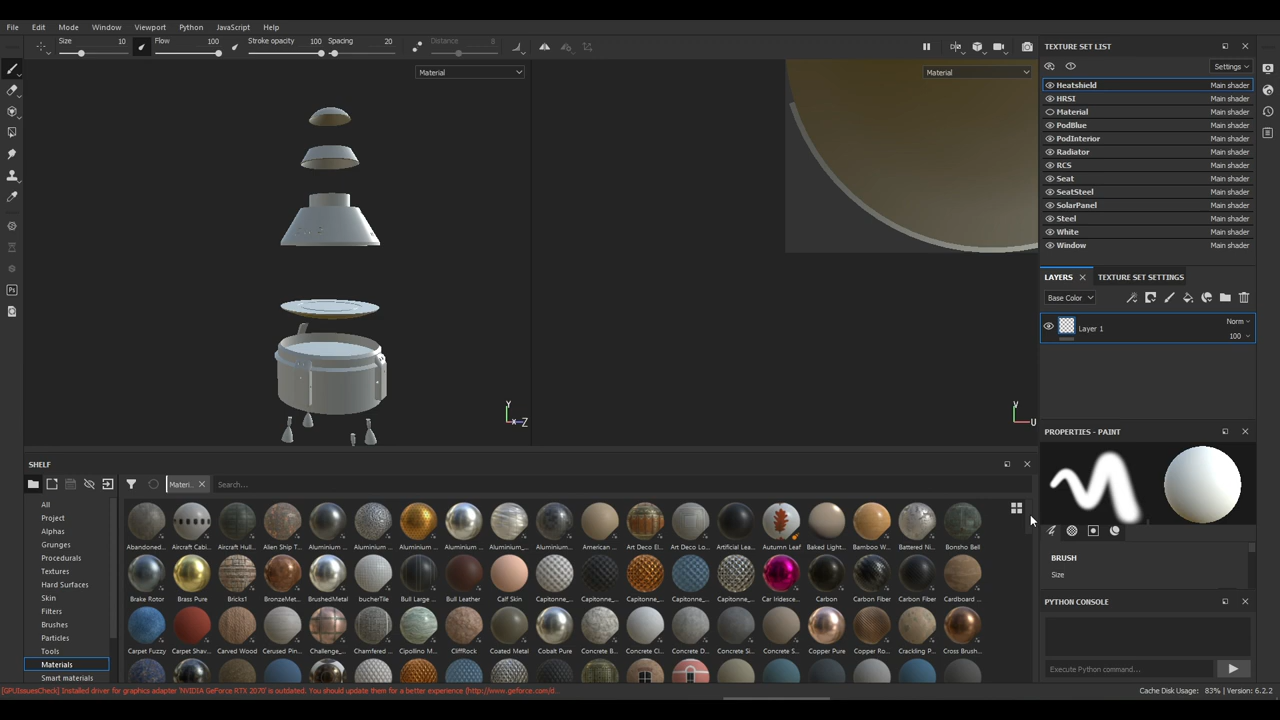 File Edit Mode Window Viewport Python JavaScript Help
Size 10 Flow 100 Stroke opacity 100 Spacing 20 Distance 8
Material
Material
Y
Z
V
U
TEXTURE SET LIST
Settings
Heatshield Main shader
HRSI Main shader
Material Main shader
PodBlue Main shader
PodInterior Main shader
Radiator Main shader
RCS Main shader
Seat Main shader
SeatSteel Main shader
SolarPanel Main shader
Steel Main shader
White Main shader
Window Main shader
LAYERS TEXTURE SET SETTINGS
Base Color
Layer 1 Norm
100
PROPERTIES - PAINT
BRUSH
Size
PYTHON CONSOLE
Execute Python command...
SHELF
Materi.. Search...
All
Project
Alphas
Grunges
Procedurals
Textures
Hard Surfaces
Skin
Filters
Brushes
Particles
Tools
Materials
Smart materials
Abandoned... Aircraft Cabi... Aircraft Hull... Alien Ship T... Aluminium ... Aluminium ... Aluminium ... Aluminium ... Aluminium_... Aluminium... American ... Art Deco El... Art Deco Lo... Artificial Lea... Autumn Leaf Baked Light... Bamboo W... Battered Ni... Bonsho Bell
Brake Rotor Brass Pure Bricks1 BronzeMet... BrushedMetal bucherTile Bull Large ... Bull Leather Calf Skin Capitonne_... Capitonne_... Capitonne_... Capitonne_... Capitonne_... Car Iridesce... Carbon Carbon Fiber Carbon Fiber Cardboard ...
Carpet Fuzzy Carpet Shav... Carved Wood Cerused Pin... Challenge_... Chamfered ... Cipollino M... CliffRock Coated Metal Cobalt Pure Concrete B... Concrete Cl... Concrete D... Concrete S... Copper Pure Copper Ro... Crackling P... Cross Brush...
[GPUIssuesCheck] Installed driver for graphics adapter 'NVIDIA GeForce RTX 2070' is outdated. You should update them for a better experience (http://www.geforce.com/d...
Cache Disk Usage: 83% | Version: 6.2.2